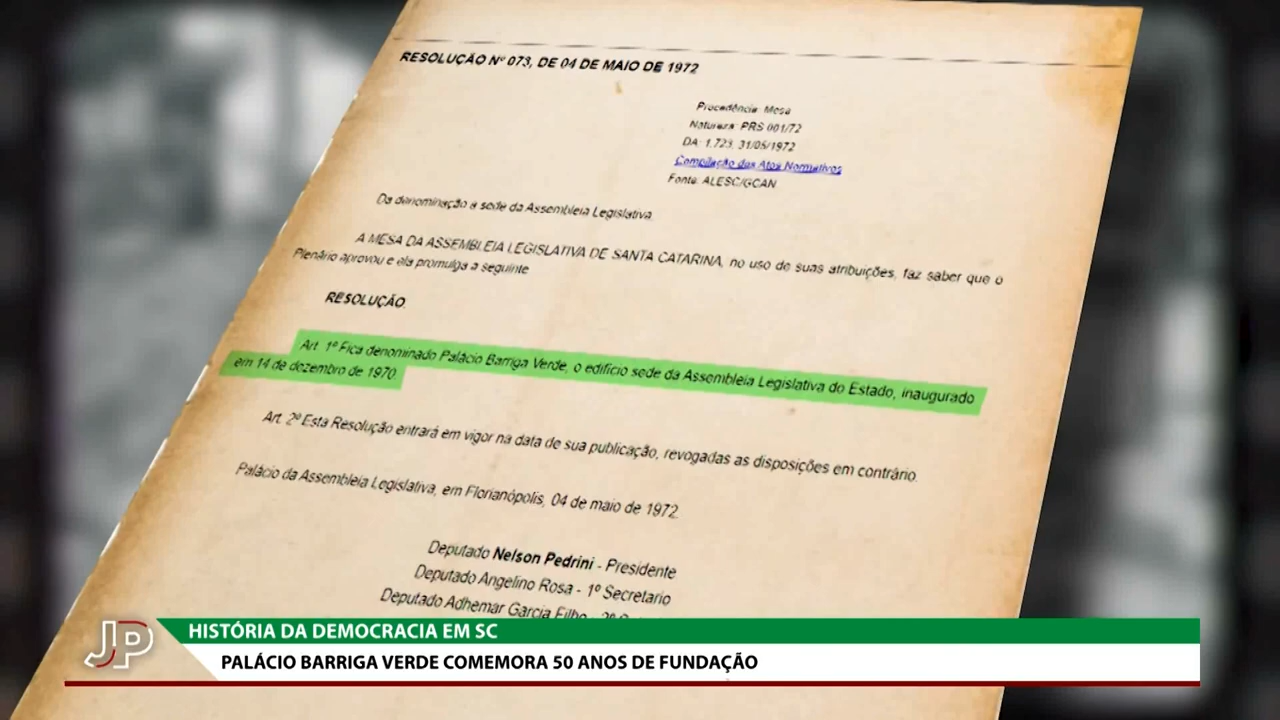 RESOLUÇÃO Nº 073, DE 04 DE MAIO DE 1972
Procedência: Mesa
Natureza: PRS 001/72
DA: 1.723, 31/05/1972
Compilação dos Atos Normativos
Fonte: ALESC/GCAN
Da denominação a sede da Assembleia Legislativa
A MESA DA ASSEMBLEIA LEGISLATIVA DE SANTA CATARINA, no uso de suas atribuições, faz saber que o
Plenário aprovou e ela promulga a seguinte
RESOLUÇÃO
Art. 1º Fica denominado Palácio Barriga Verde, o edifício sede da Assembleia Legislativa do Estado, inaugurado
em 14 de dezembro de 1970.
Art. 2º Esta Resolução entrará em vigor na data de sua publicação, revogadas as disposições em contrário.
Palácio da Assembleia Legislativa, em Florianópolis, 04 de maio de 1972.
Deputado Nelson Pedrini - Presidente
Deputado Angelino Rosa - 1º Secretario
Deputado Adhemar Garcia Filho - 2º
JP
HISTÓRIA DA DEMOCRACIA EM SC
PALÁCIO BARRIGA VERDE COMEMORA 50 ANOS DE FUNDAÇÃO